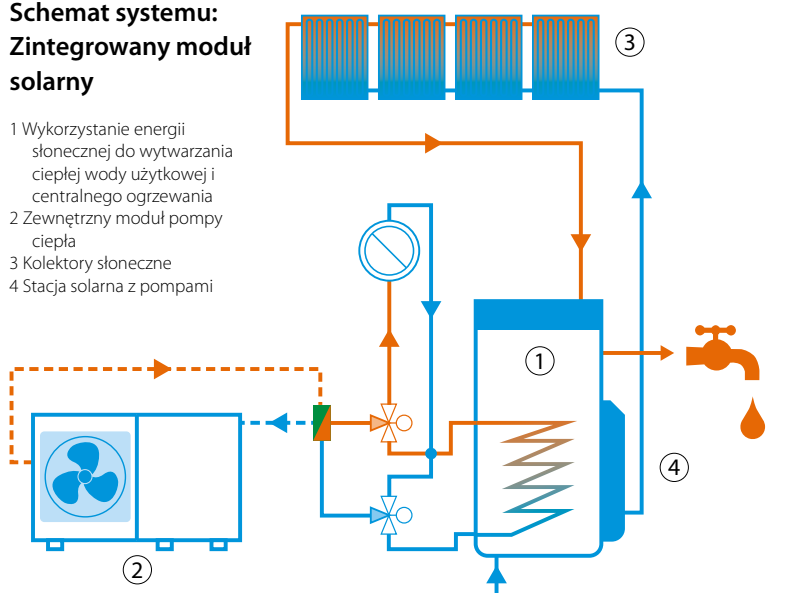 Schemat systemu:
Zintegrowany moduł
solarny
1 Wykorzystanie energii
słonecznej do wytwarzania
ciepłej wody użytkowej i
centralnego ogrzewania
2 Zewnętrzny moduł pompy
ciepła
3 Kolektory słoneczne
4 Stacja solarna z pompami
3
1
4
2